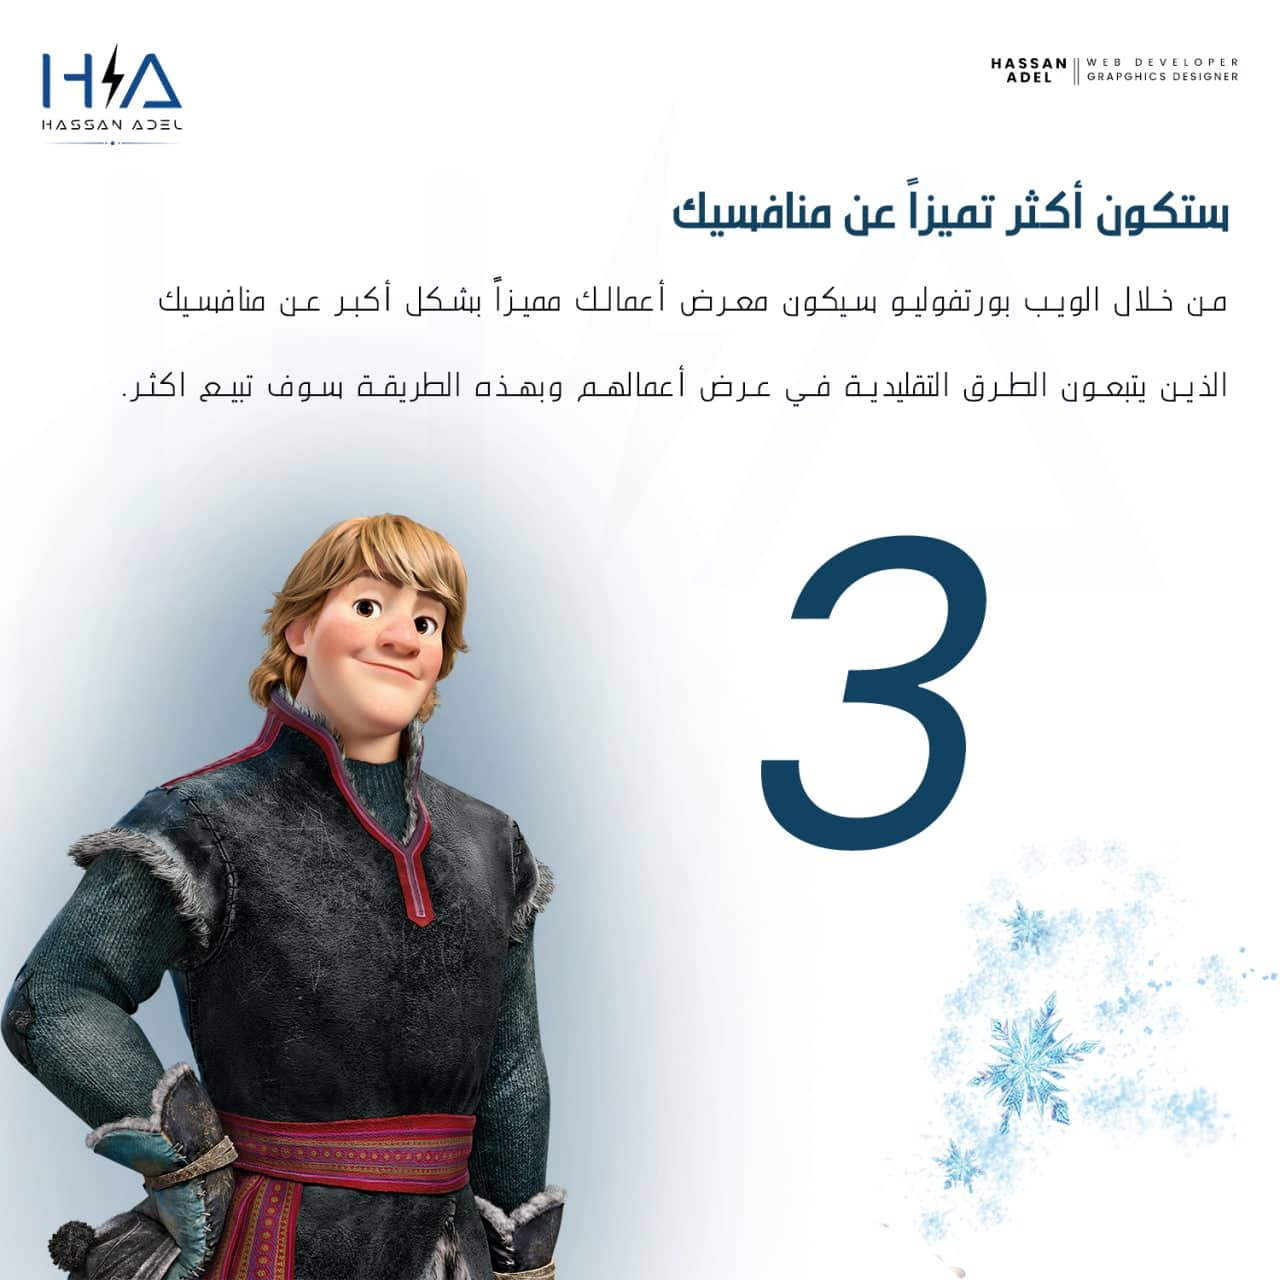 HASSAN ADEL
HASSAN
ADEL
WEB DEVELOPER
GRAPGHICS DESIGNER
ستكون أكثر تميزاً عن منافسيك
من خلال الويب بورتفوليو سيكون معرض أعمالك مميزاً بشكل أكبر عن منافسيك
الذين يتبعون الطرق التقليدية في عرض أعمالهم وبهذه الطريقة سوف تبيع اكثر.
3